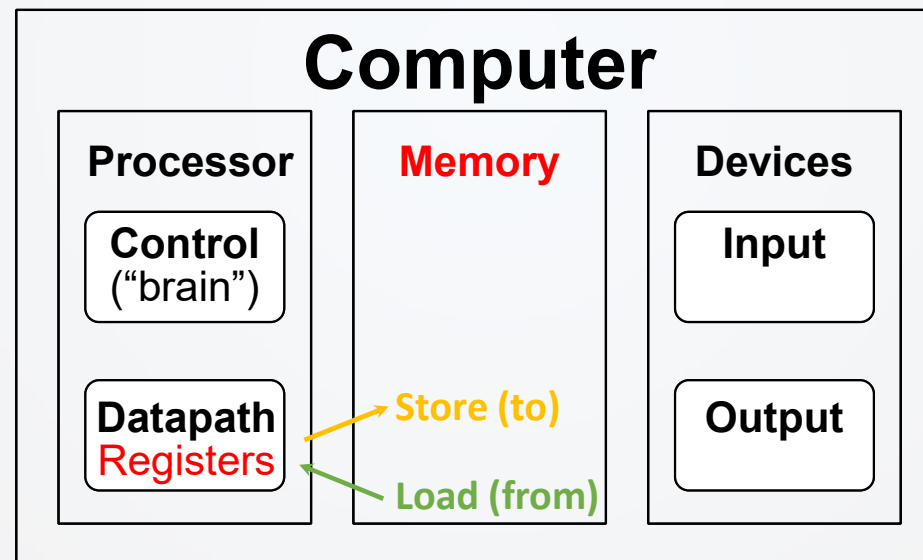 Computer
Processor
Control
(“brain”)
Datapath
Registers
Memory
Store (to)
Load (from)
Devices
Input
Output